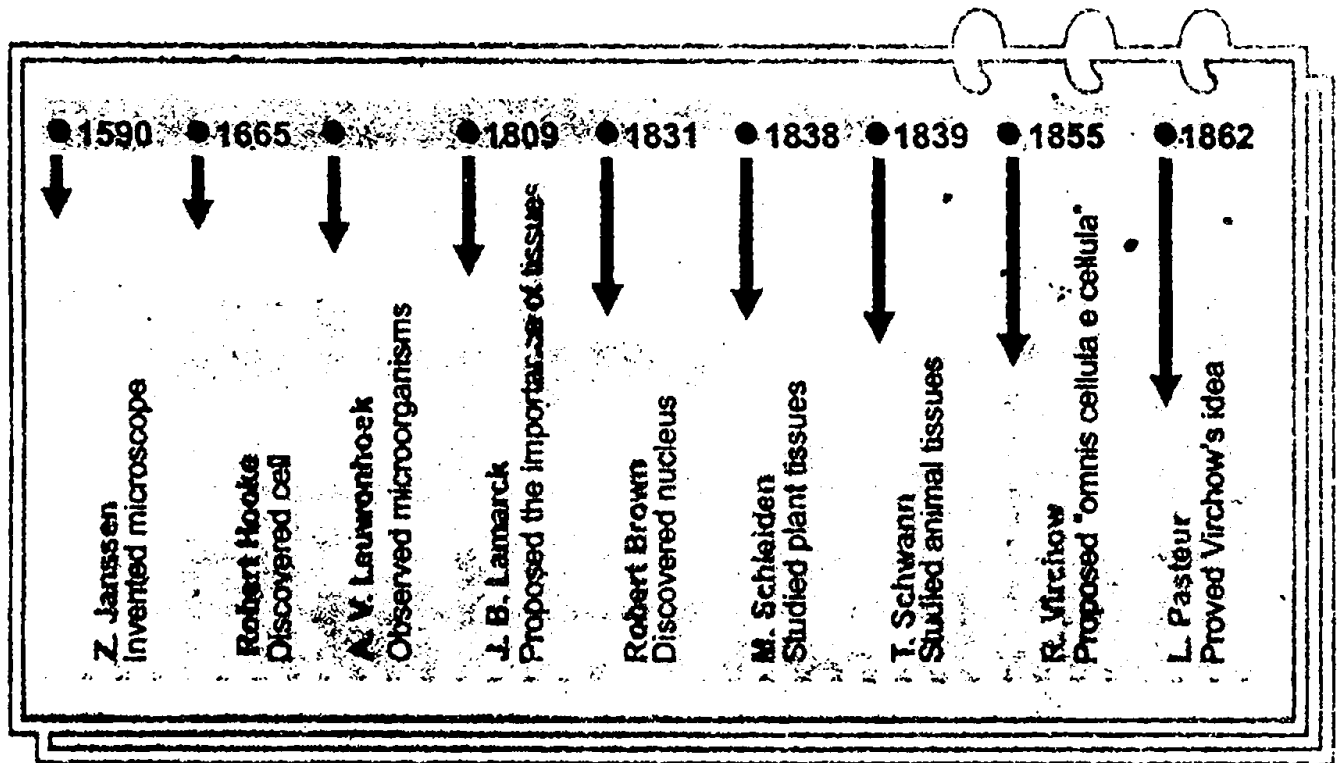 1590
1665
1809
1831
1838
1839
1855
1862
Z. Janssen
Invented microscope
Robert Hooke
Discovered cell
A. V. Leuwonhoek
Observed microorganisms
J. B. Lamarck
Proposed the importance of tissues
Robert Brown
Discovered nucleus
M. Schleiden
Studied plant tissues
T. Schwann
Studied animal tissues
R. Virchow
Proposed "omnis cellula e cellula"
L. Pasteur
Proved Virchow's idea